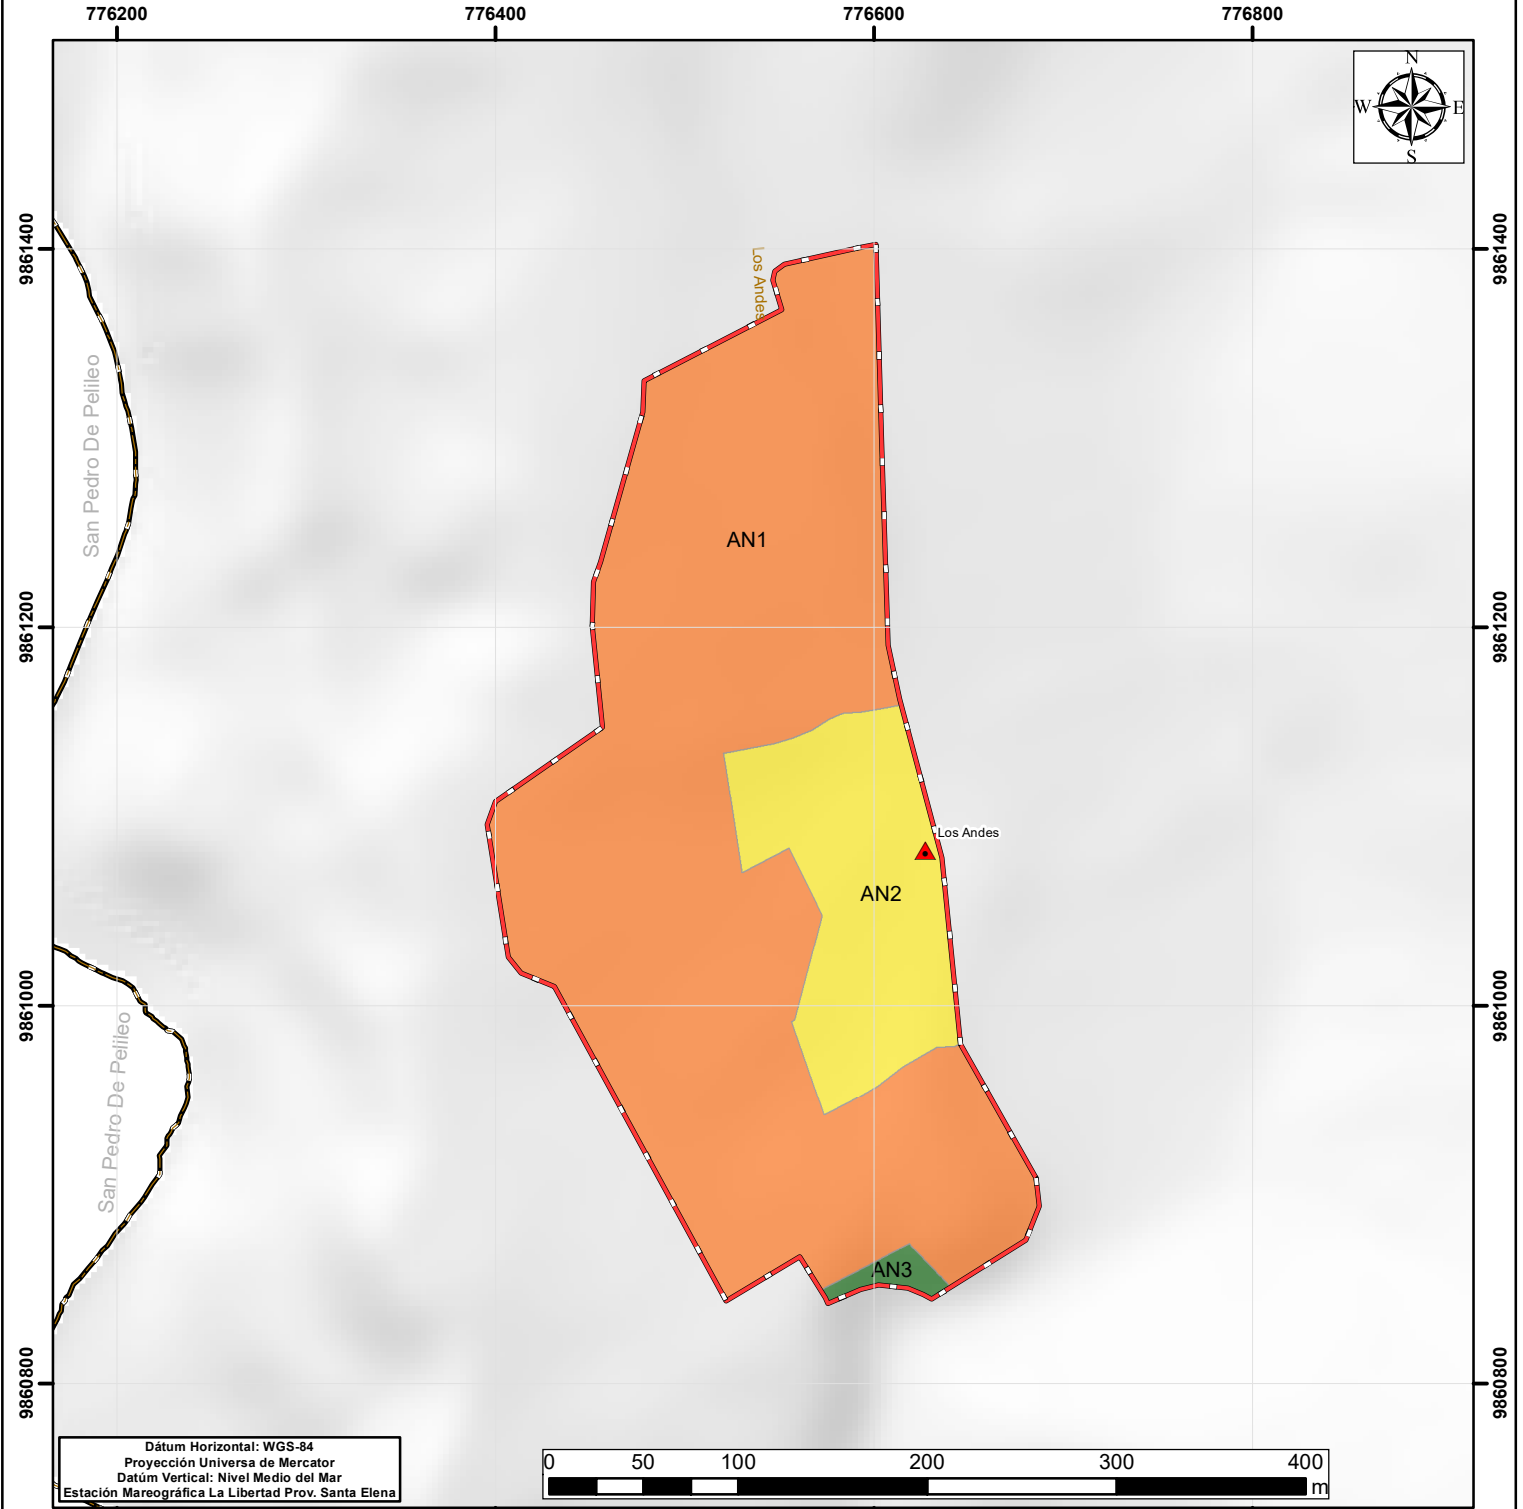 776200
776400
776600
776800
N
W E
S
9861400
9861400
Los Andes
San Pedro De Pelileo
AN1
9861200
9861200
Los Andes
AN2
9861000
9861000
San Pedro De Pelileo
AN3
9860800
9860800
Dátum Horizontal: WGS-84
Proyección Universa de Mercator
Datúm Vertical: Nivel Medio del Mar
Estación Mareográfica La Libertad Prov. Santa Elena
0 50 100 200 300 400
m